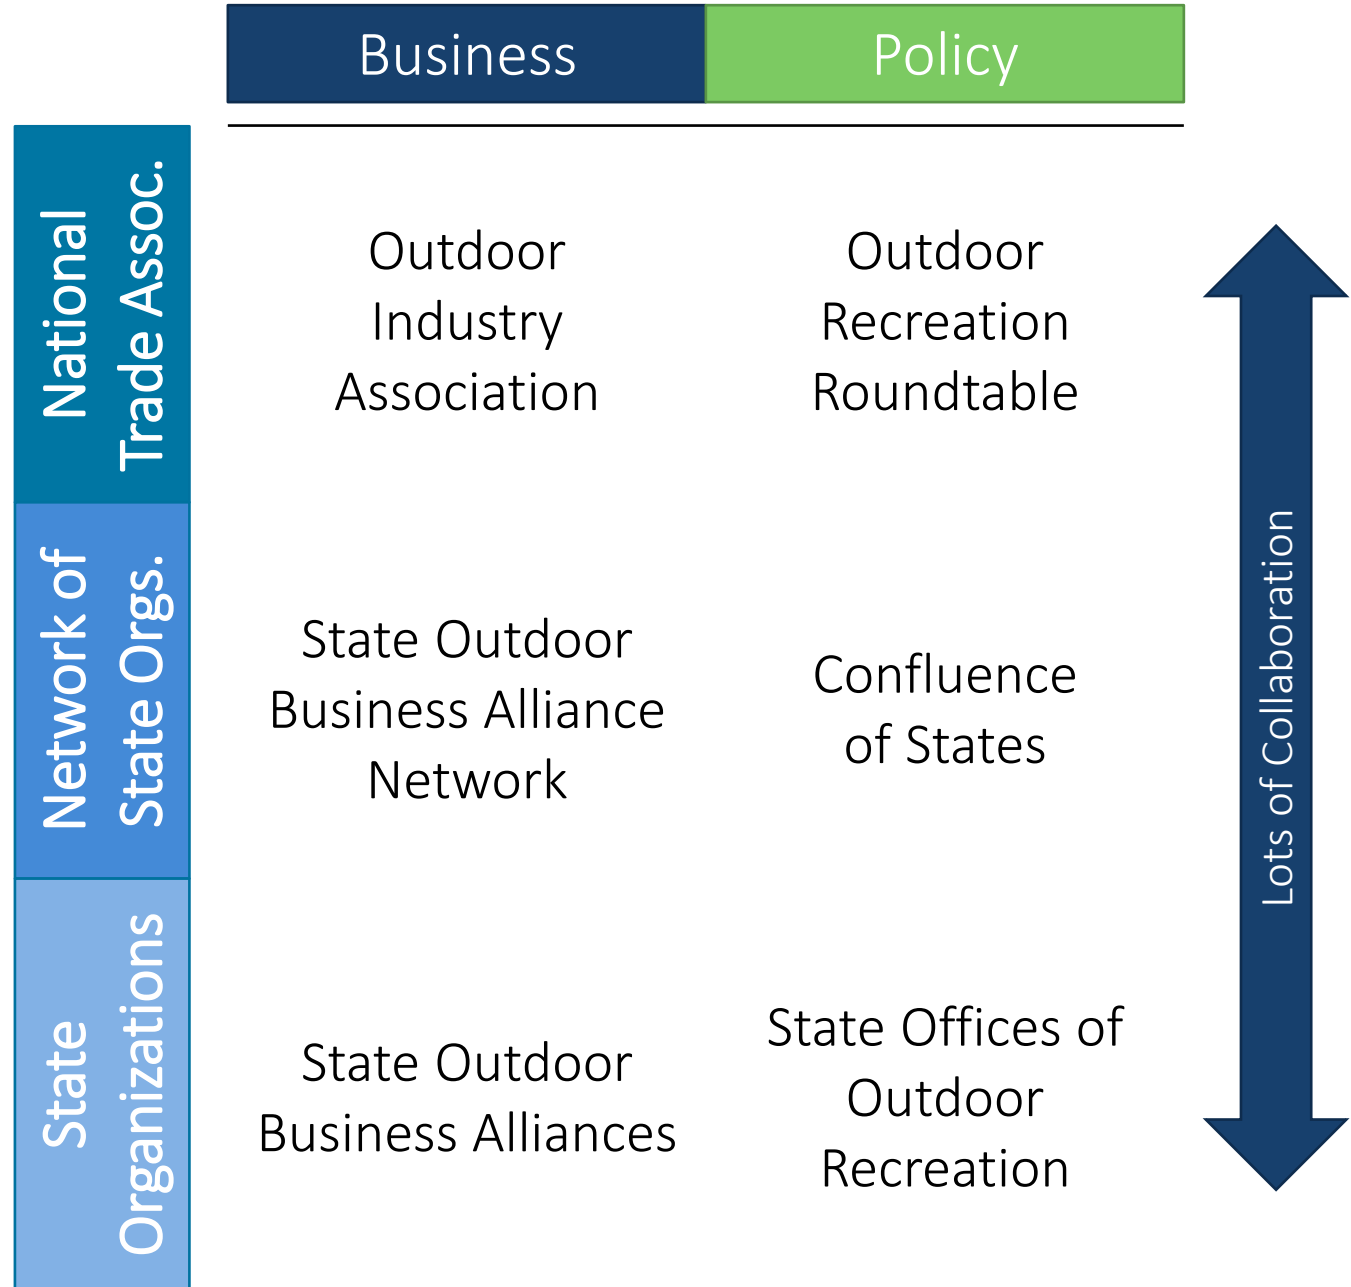 Business
Policy
National
Trade Assoc.
Outdoor
Industry
Association
Outdoor
Recreation
Roundtable
Network of
State Orgs.
State Outdoor
Business Alliance
Network
Confluence
of States
State
Organizations
State Outdoor
Business Alliances
State Offices of
Outdoor
Recreation
Lots of Collaboration